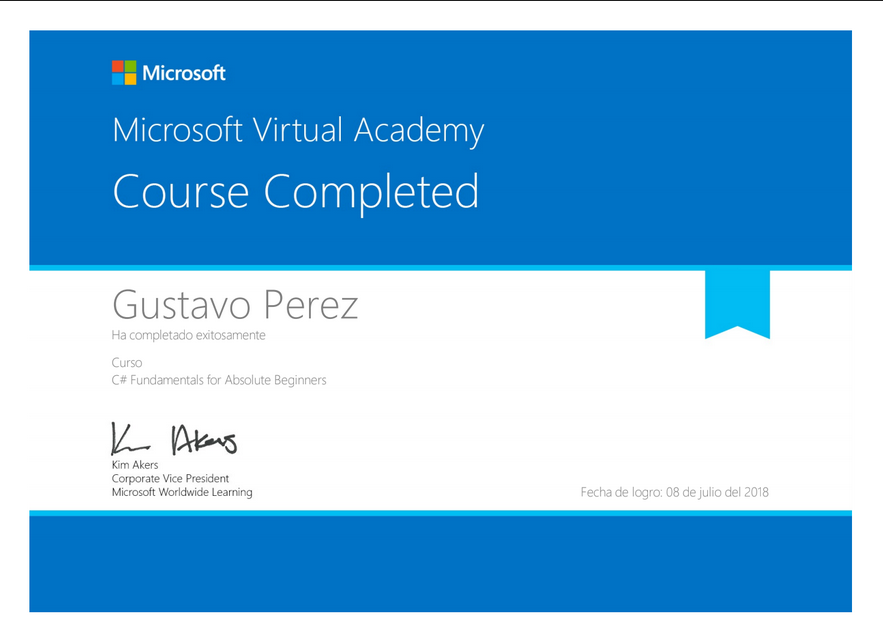 Microsoft
Microsoft Virtual Academy
Course Completed
Gustavo Perez
Ha completado exitosamente
Curso
C# Fundamentals for Absolute Beginners
Kim Akers
Kim Akers
Corporate Vice President
Microsoft Worldwide Learning
Fecha de logro: 08 de julio del 2018